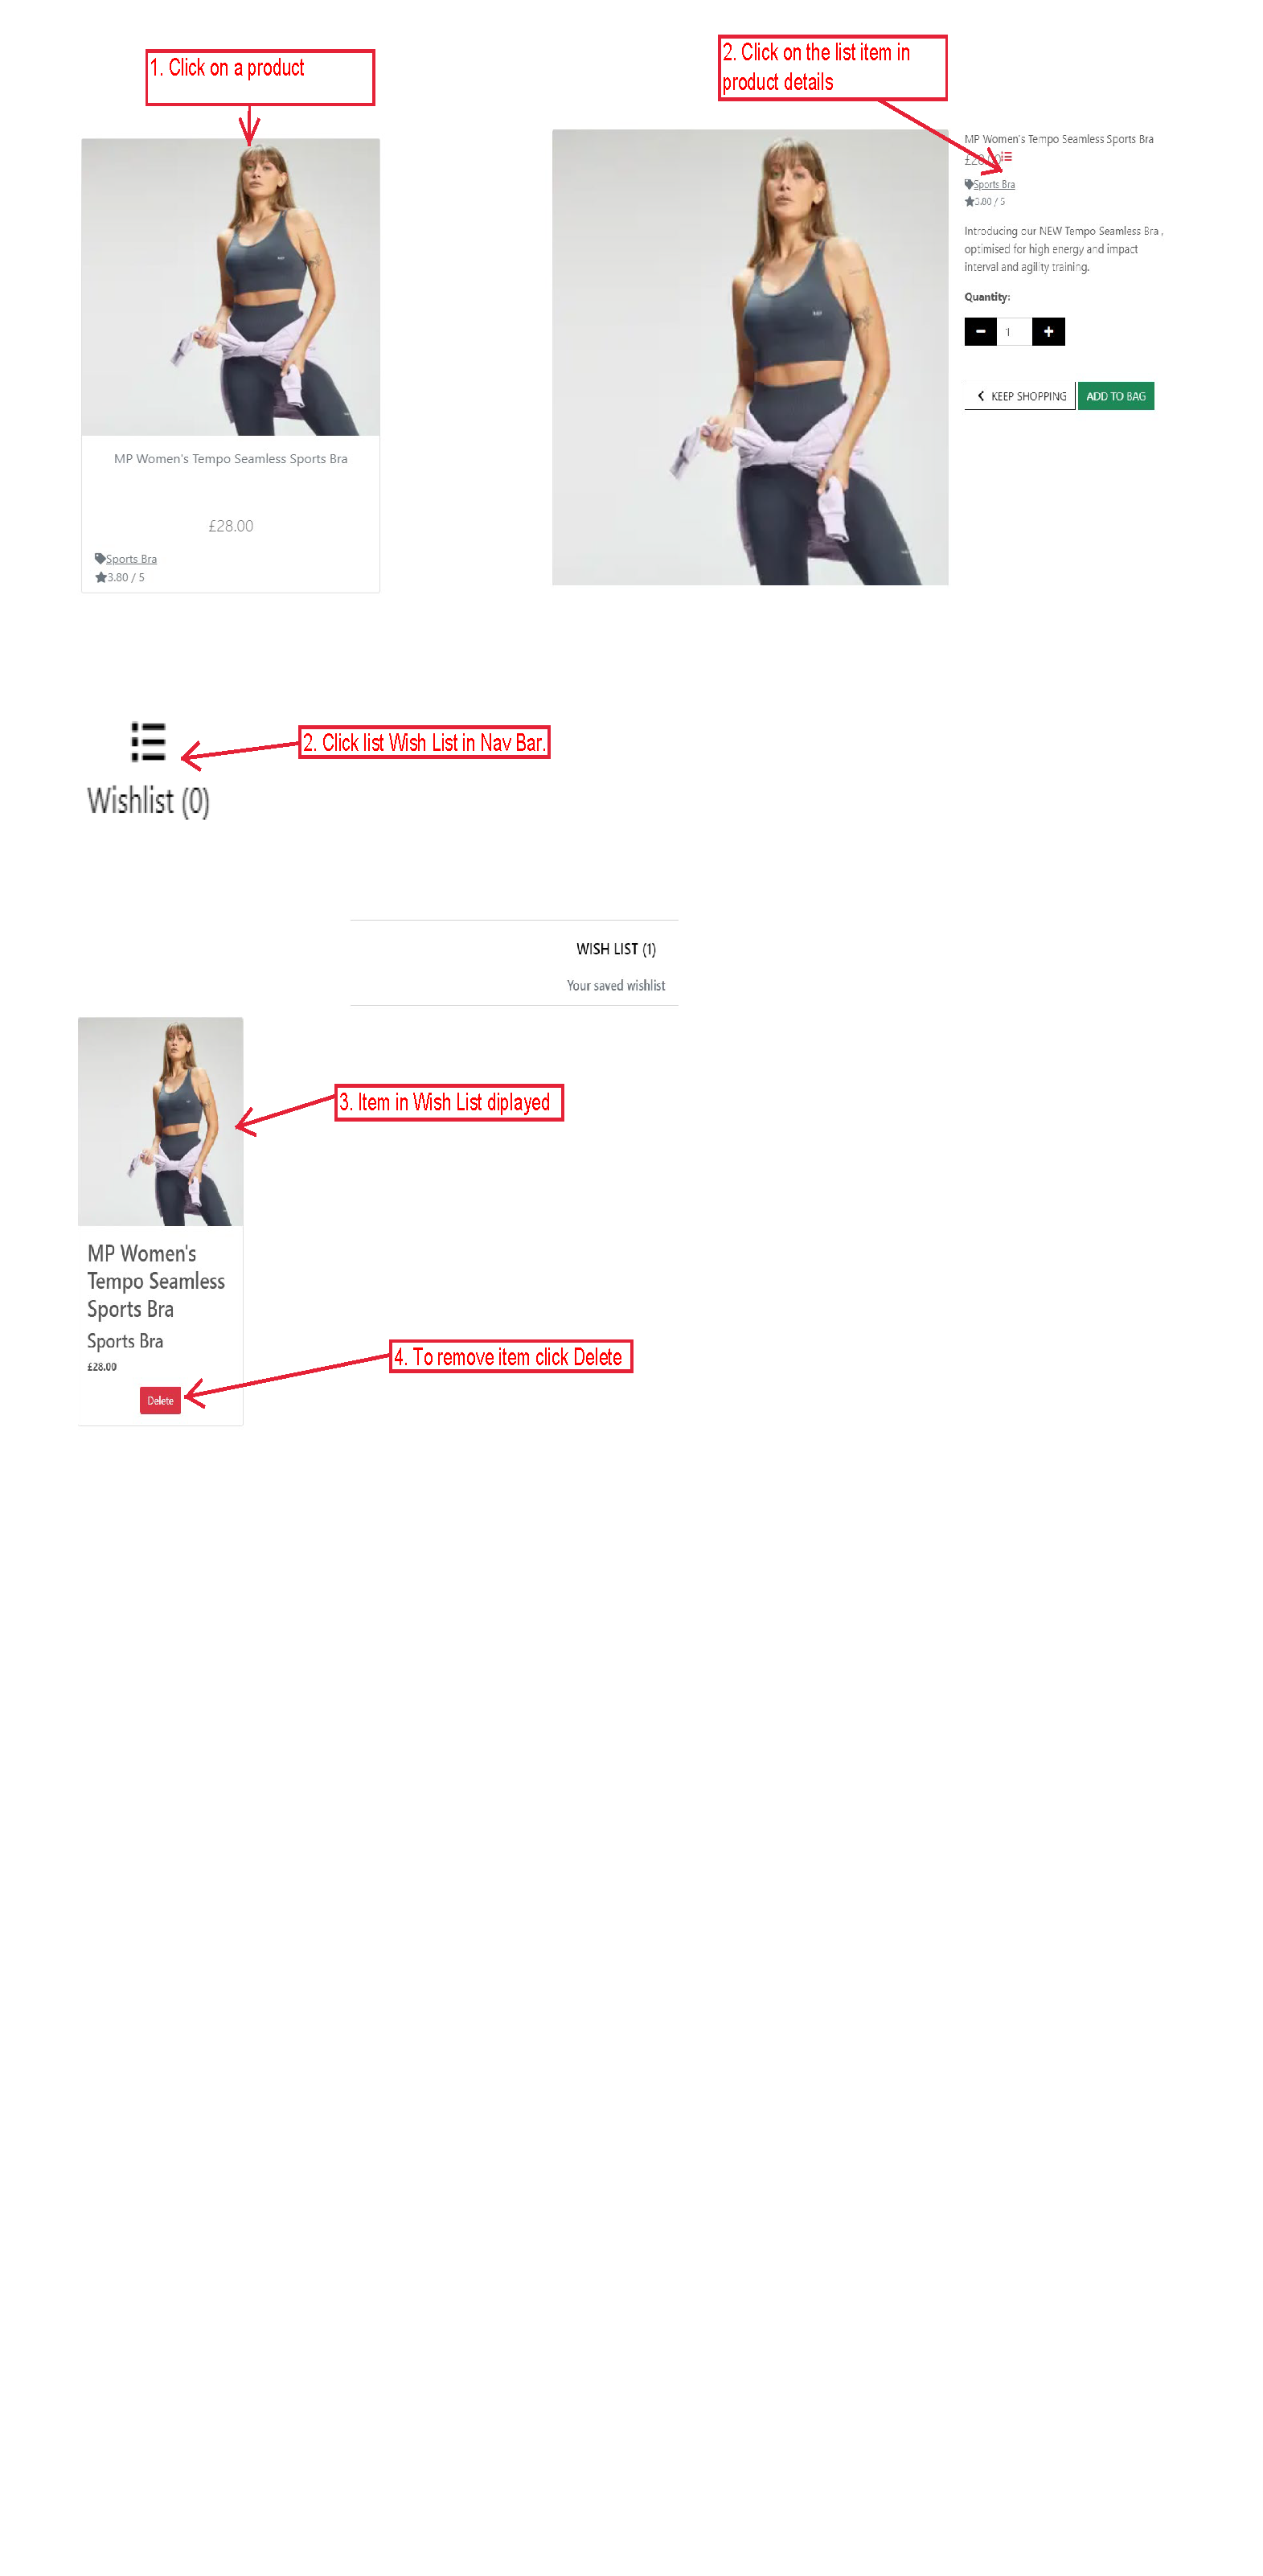 1. Click on a product
2. Click on the list item in
product details
MP Women's Tempo Seamless Sports Bra
£28.00
Sports Bra
3.80 / 5
MP Women's Tempo Seamless Sports Bra
£28.00
Sports Bra
3.80 / 5
Introducing our NEW Tempo Seamless Bra .
optimised for high energy and impact
interval and agility training.
Quantity:
1
KEEP SHOPPING ADD TO BAG
2. Click list Wish List in Nav Bar.
Wishlist (0)
WISH LIST (1)
Your saved wishlist
3. Item in Wish List diplayed
MP Women's
Tempo Seamless
Sports Bra
Sports Bra
£28.00
4. To remove item click Delete
Delete